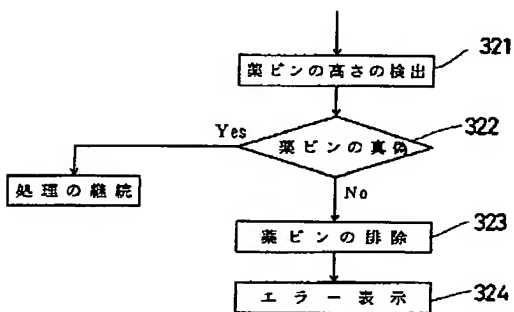 薬ビンの高さの検出
321
薬ビンの真偽
322
Yes
処理の継続
No
薬ビンの排除
323
エラー表示
324